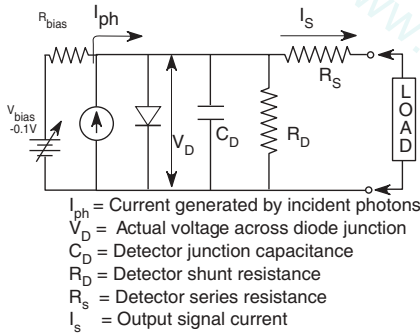 R_bias
I_ph
I_S
R_S
V_bias
-0.1V
V_D
C_D
R_D
LOAD
I_ph = Current generated by incident photons
V_D = Actual voltage across diode junction
C_D = Detector junction capacitance
R_D = Detector shunt resistance
R_s = Detector series resistance
I_s = Output signal current